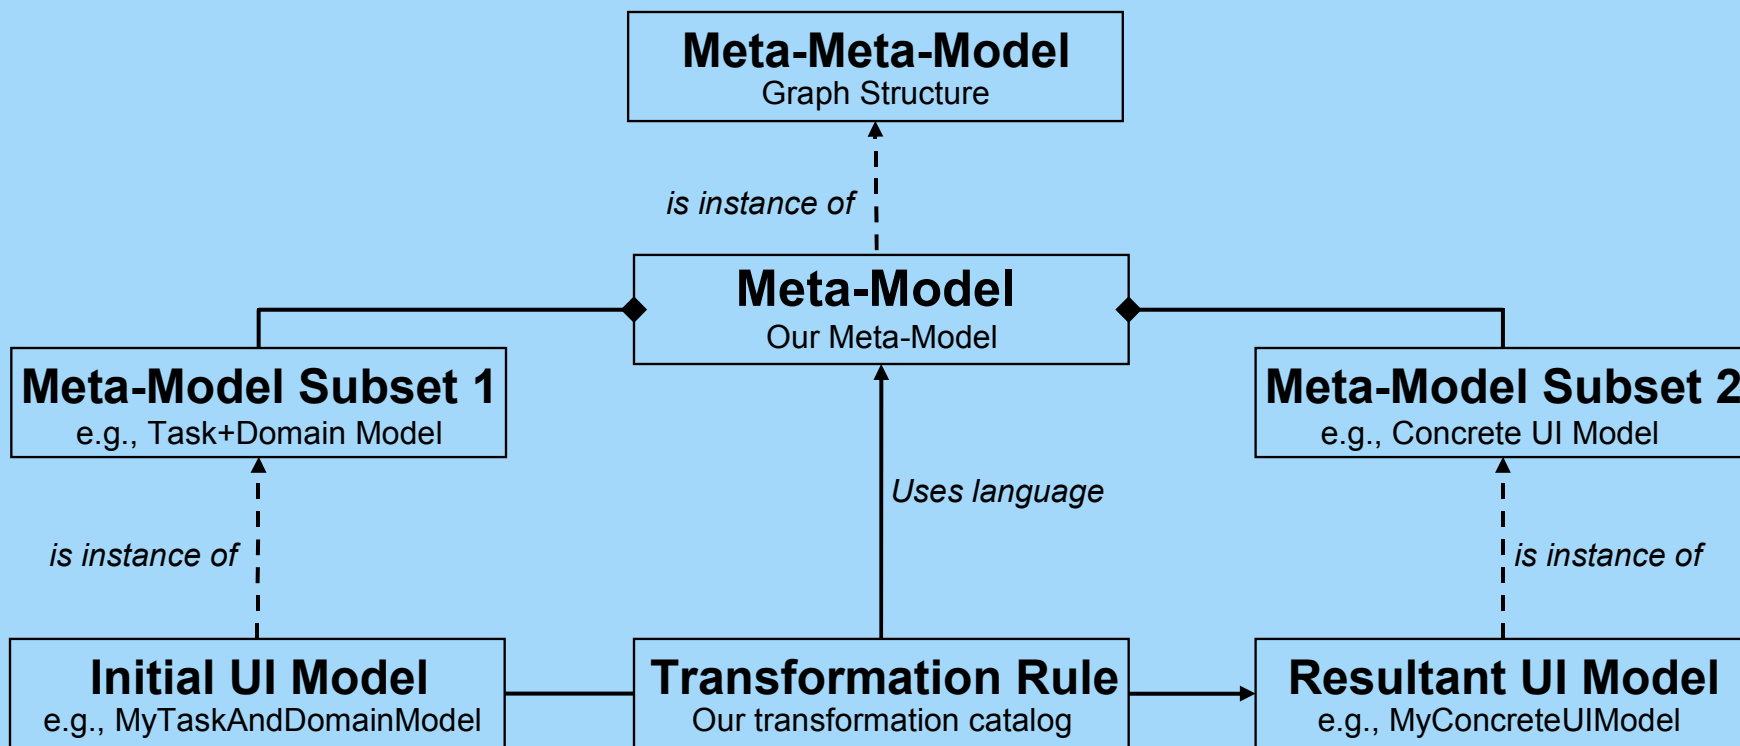 Meta-Meta-Model
Graph Structure
is instance of
Meta-Model
Our Meta-Model
Meta-Model Subset 1
e.g., Task+Domain Model
Meta-Model Subset 2
e.g., Concrete UI Model
Uses language
is instance of
is instance of
Initial UI Model
e.g., MyTaskAndDomainModel
Transformation Rule
Our transformation catalog
Resultant UI Model
e.g., MyConcreteUIModel